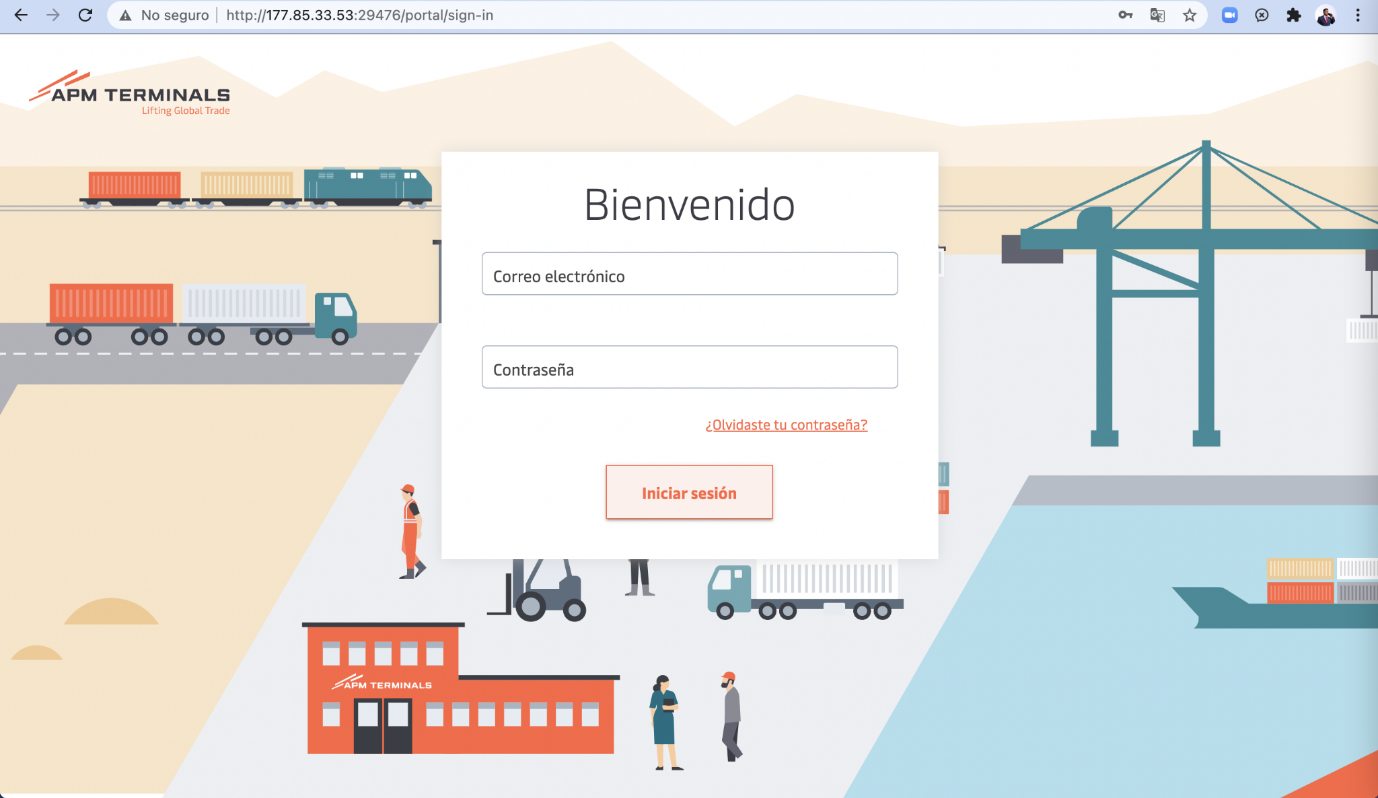 No seguro
http://177.85.33.53:29476/portal/sign-in
APM TERMINALS
Lifting Global Trade
Bienvenido
Correo electrónico
Contraseña
¿Olvidaste tu contraseña?
Iniciar sesión
APM TERMINALS